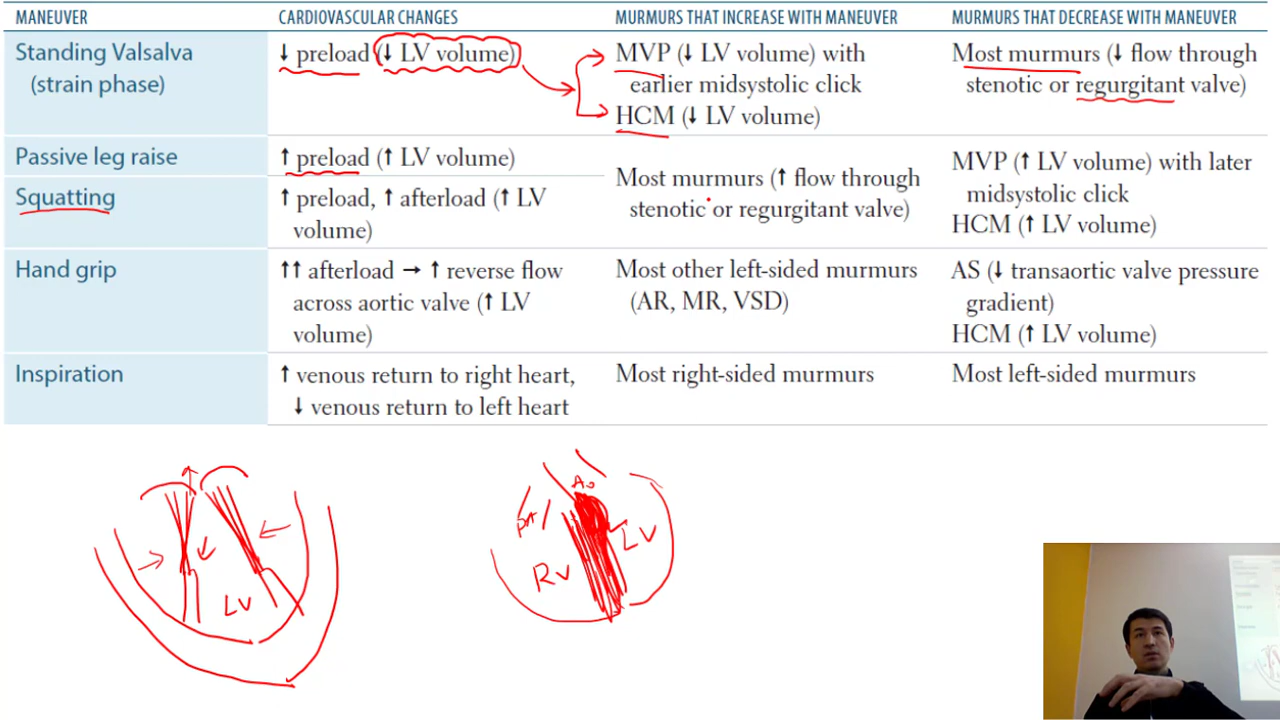 MANEUVER CARDIOVASCULAR CHANGES MURMURS THAT INCREASE WITH MANEUVER MURMURS THAT DECREASE WITH MANEUVER
Standing Valsalva
(strain phase)
↓ preload (↓ LV volume)
MVP (↓ LV volume) with
earlier midsystolic click
HCM (↓ LV volume)
Most murmurs (↓ flow through
stenotic or regurgitant valve)
Passive leg raise
↑ preload (↑ LV volume)
Squatting
↑ preload, ↑ afterload (↑ LV
volume)
Most murmurs (↑ flow through
stenotic or regurgitant valve)
MVP (↑ LV volume) with later
midsystolic click
HCM (↑ LV volume)
Hand grip
↑↑ afterload → ↑ reverse flow
across aortic valve (↑ LV
volume)
Most other left-sided murmurs
(AR, MR, VSD)
AS (↓ transaortic valve pressure
gradient)
HCM (↑ LV volume)
Inspiration
↑ venous return to right heart,
↓ venous return to left heart
Most right-sided murmurs
Most left-sided murmurs
LV
Ao
PA
LV
RV